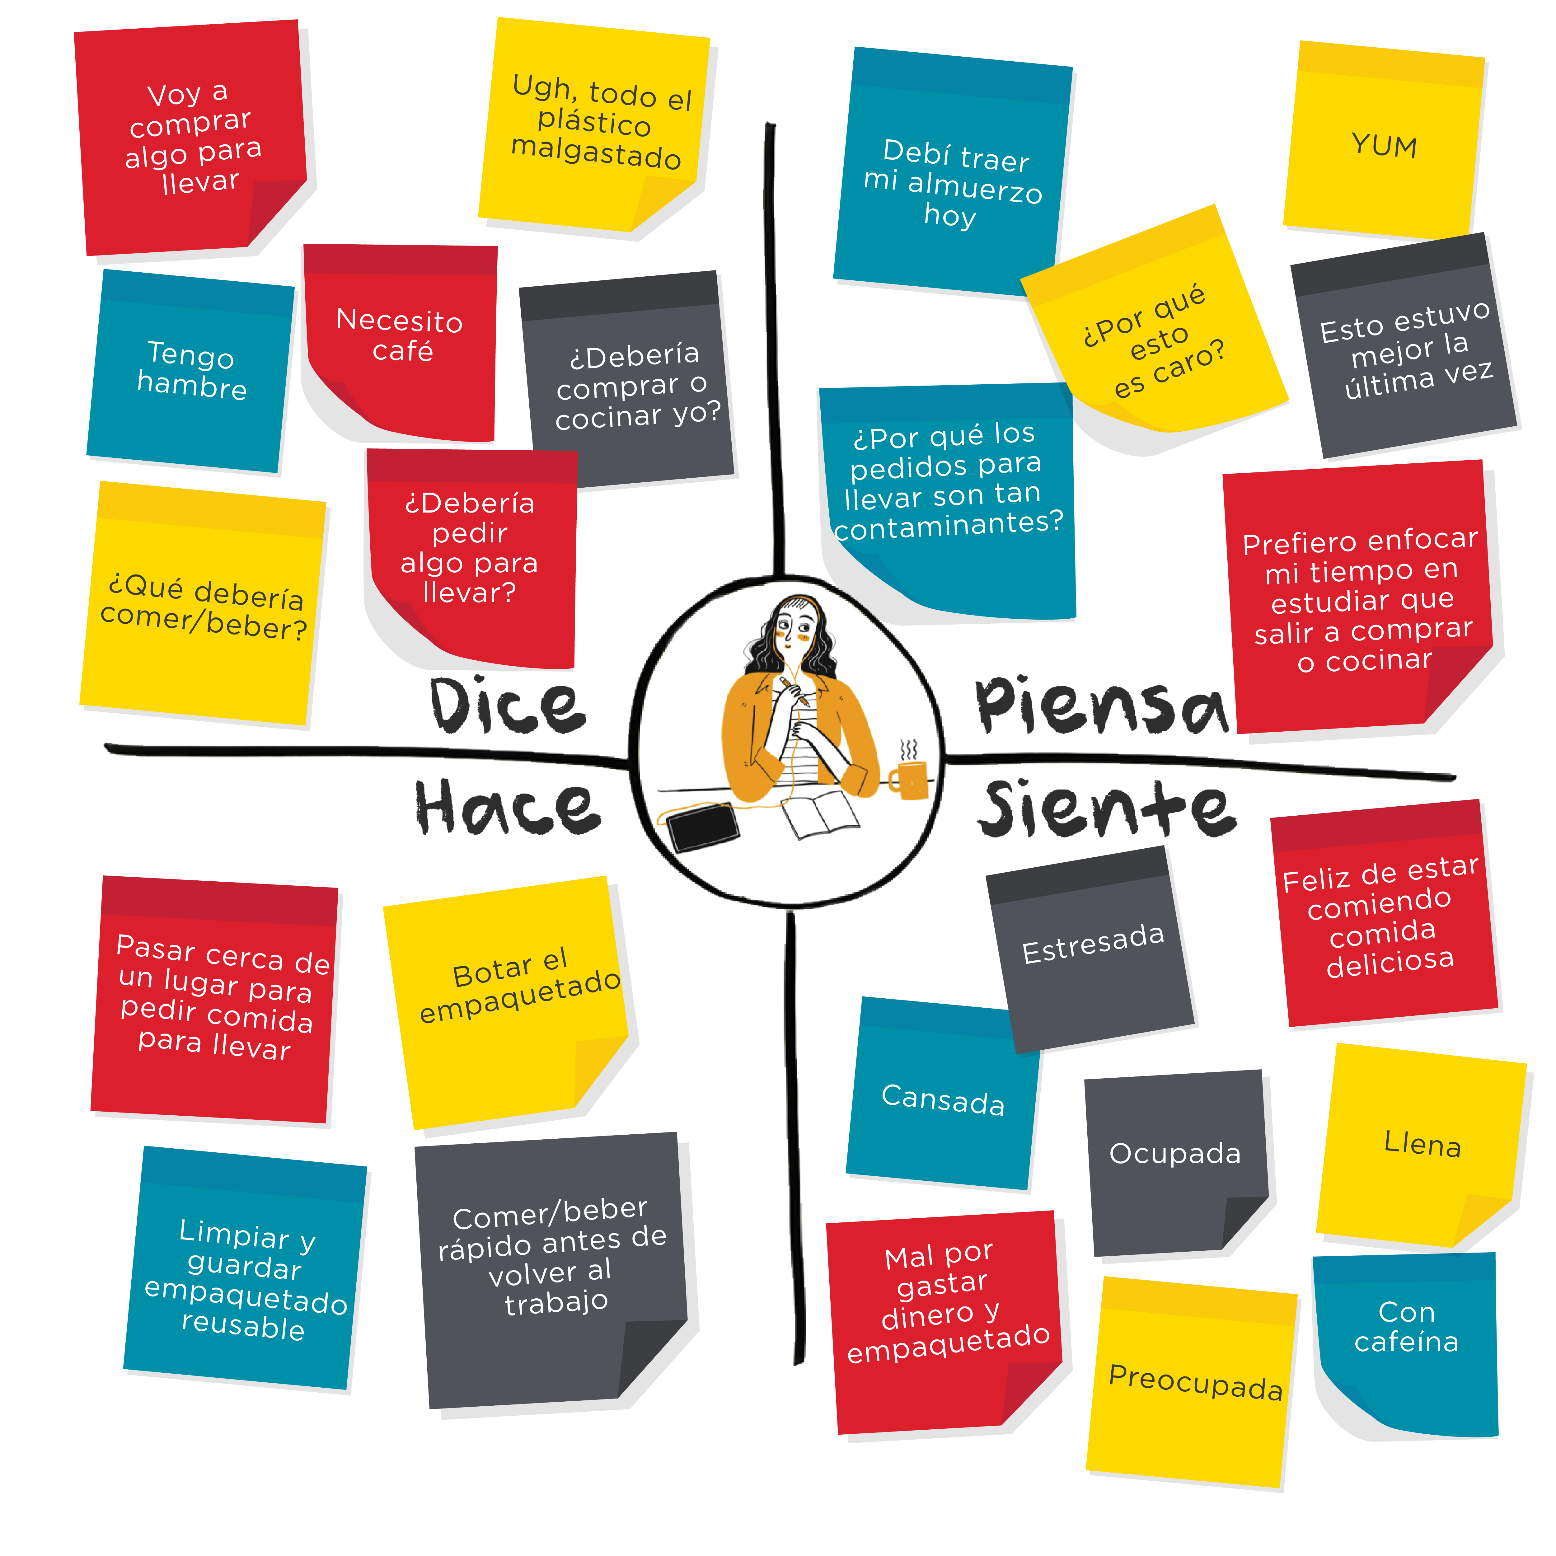 Voy a
comprar
algo para
llevar
Ugh, todo el
plástico
malgastado
Tengo
hambre
Necesito
café
¿Debería
comprar o
cocinar yo?
¿Qué debería
comer/beber?
¿Debería
pedir
algo para
llevar?
Dice
Debí traer
mi almuerzo
hoy
YUM
¿Por qué
esto
es caro?
Esto estuvo
mejor la
última vez
¿Por qué los
pedidos para
llevar son tan
contaminantes?
Prefiero enfocar
mi tiempo en
estudiar que
salir a comprar
o cocinar
Piensa
Hace
Pasar cerca de
un lugar para
pedir comida
para llevar
Botar el
empaquetado
Limpiar y
guardar
empaquetado
reusable
Comer/beber
rápido antes de
volver al
trabajo
Siente
Estresada
Feliz de estar
comiendo
comida
deliciosa
Cansada
Ocupada
Llena
Mal por
gastar
dinero y
empaquetado
Preocupada
Con
cafeína